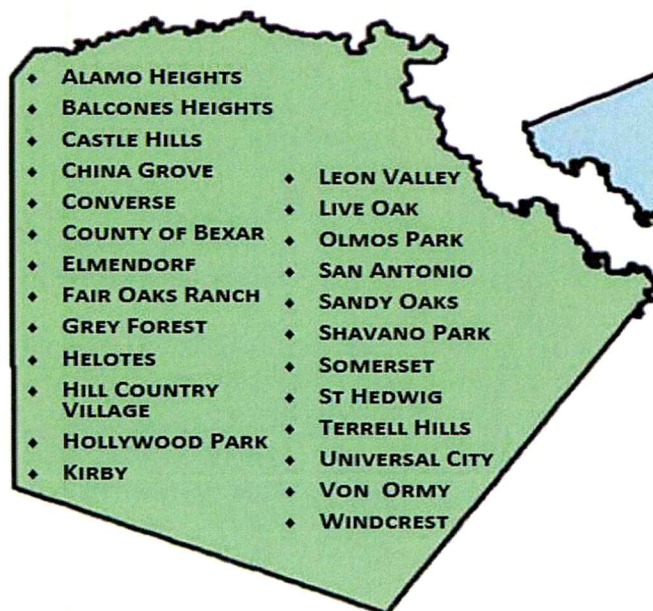 ♦ ALAMO HEIGHTS
♦ BALCONES HEIGHTS
♦ CASTLE HILLS
♦ CHINA GROVE
♦ CONVERSE
♦ COUNTY OF BEXAR
♦ ELMENDORF
♦ FAIR OAKS RANCH
♦ GREY FOREST
♦ HELOTES
♦ HILL COUNTRY
VILLAGE
♦ HOLLYWOOD PARK
♦ KIRBY
♦ LEON VALLEY
♦ LIVE OAK
♦ OLMOS PARK
♦ SAN ANTONIO
♦ SANDY OAKS
♦ SHAVANO PARK
♦ SOMERSET
♦ ST HEDWIG
♦ TERRELL HILLS
♦ UNIVERSAL CITY
♦ VON ORMY
♦ WINDCREST